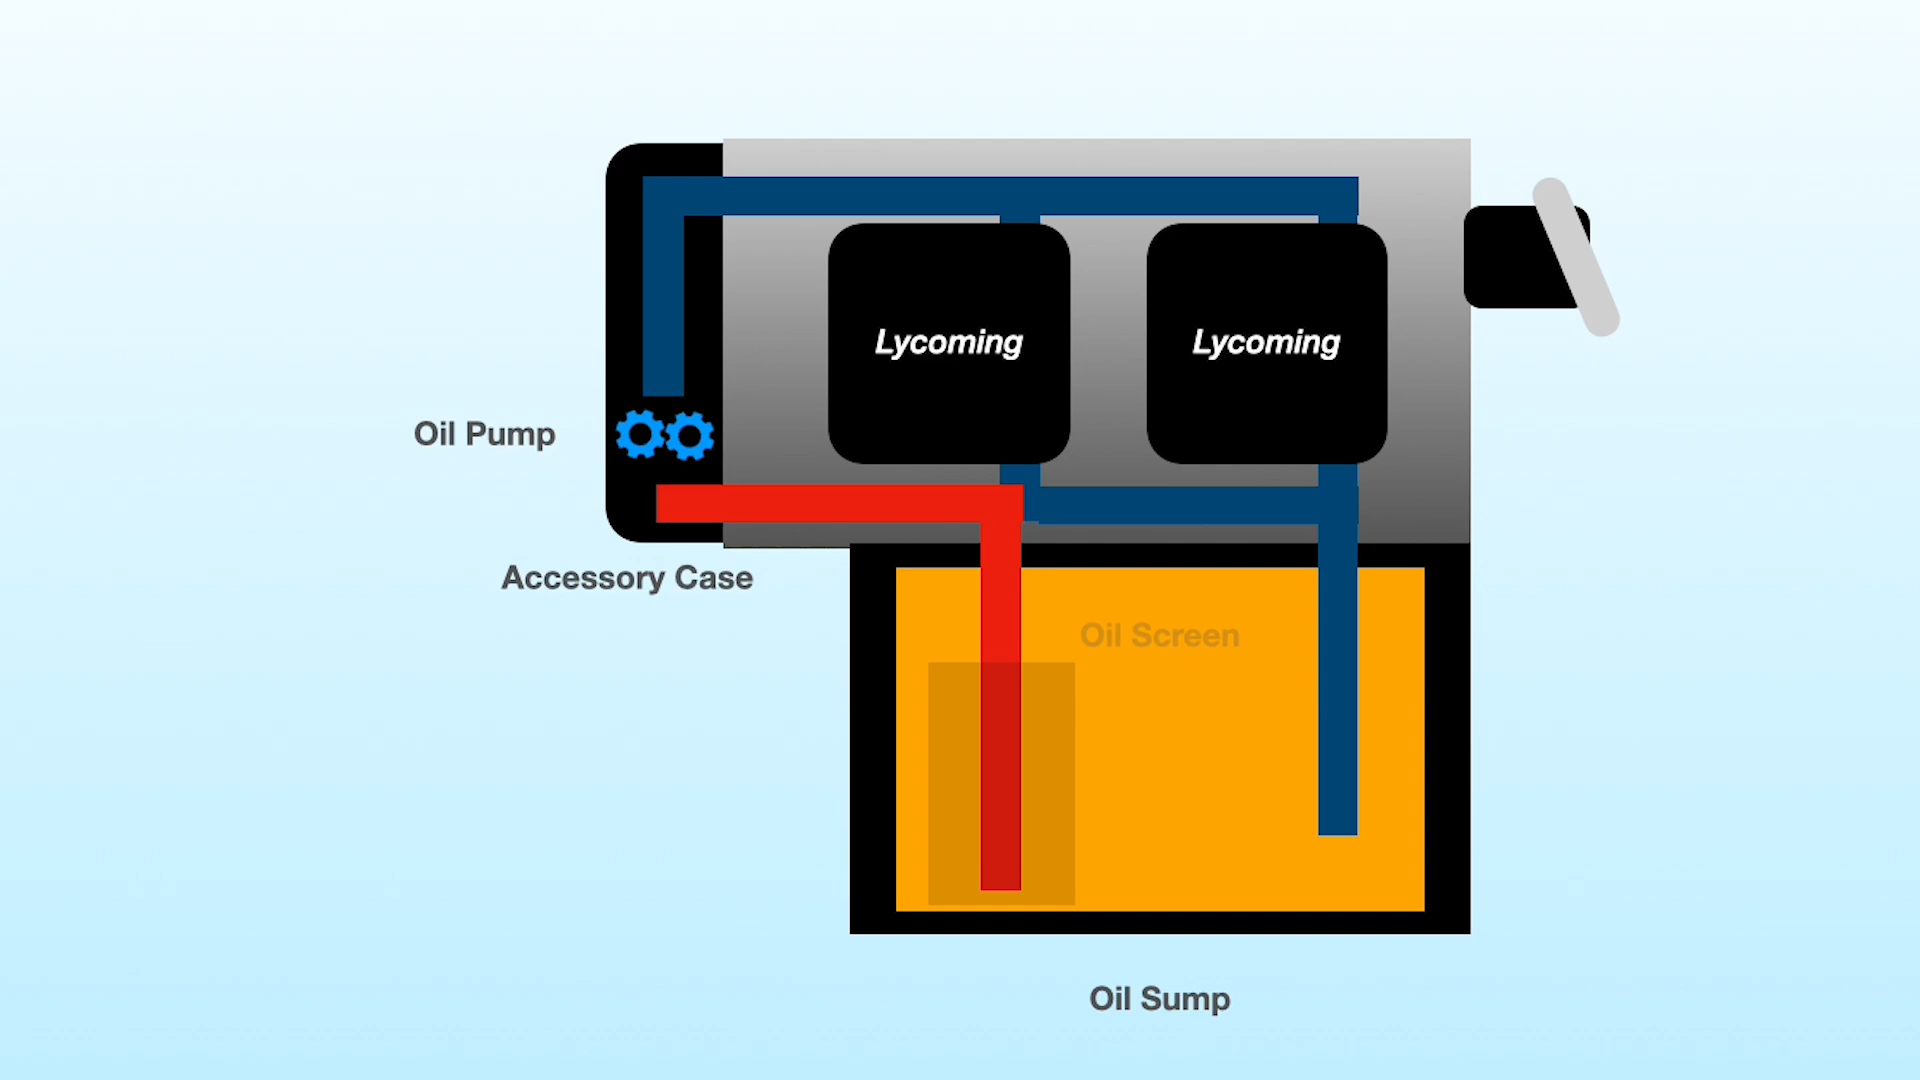 Lycoming
Lycoming
Oil Pump
Accessory Case
Oil Screen
Oil Sump